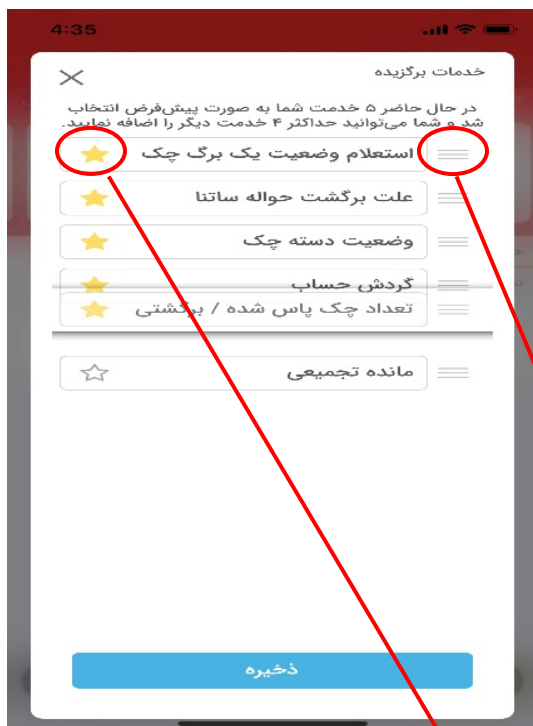 4:35
خدمات برگزیده
در حال حاضر ۵ خدمت شما به صورت پیش‌فرض انتخاب
شد و شما می‌توانید حداکثر ۴ خدمت دیگر را اضافه نمایید.
استعلام وضعیت یک برگ چک
علت برگشت حواله ساتنا
وضعیت دسته چک
گردش حساب
تعداد چک پاس شده / برگشتی
مانده تجمیعی
ذخیره